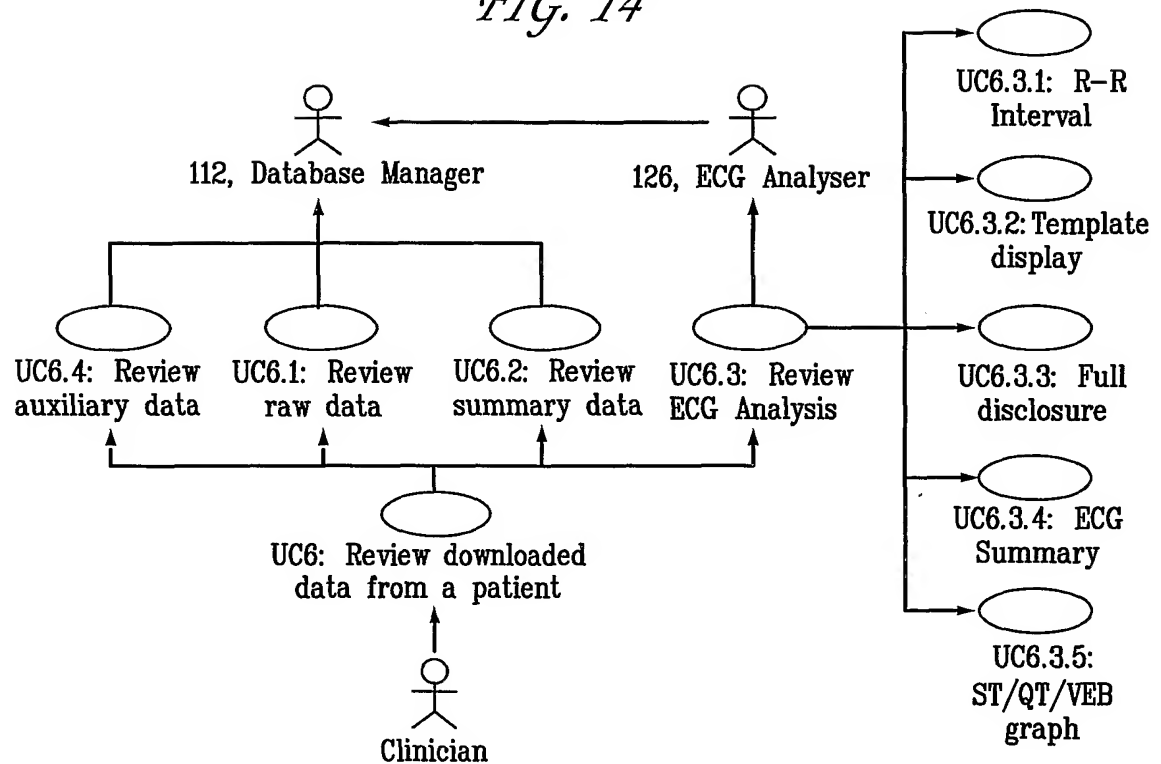 FIG. 14
UC6.3.1: R-R
Interval
112, Database Manager
126, ECG Analyser
UC6.3.2: Template
display
UC6.4: Review
auxiliary data
UC6.1: Review
raw data
UC6.2: Review
summary data
UC6.3: Review
ECG Analysis
UC6.3.3: Full
disclosure
UC6.3.4: ECG
Summary
UC6: Review downloaded
data from a patient
UC6.3.5:
ST/QT/VEB
graph
Clinician